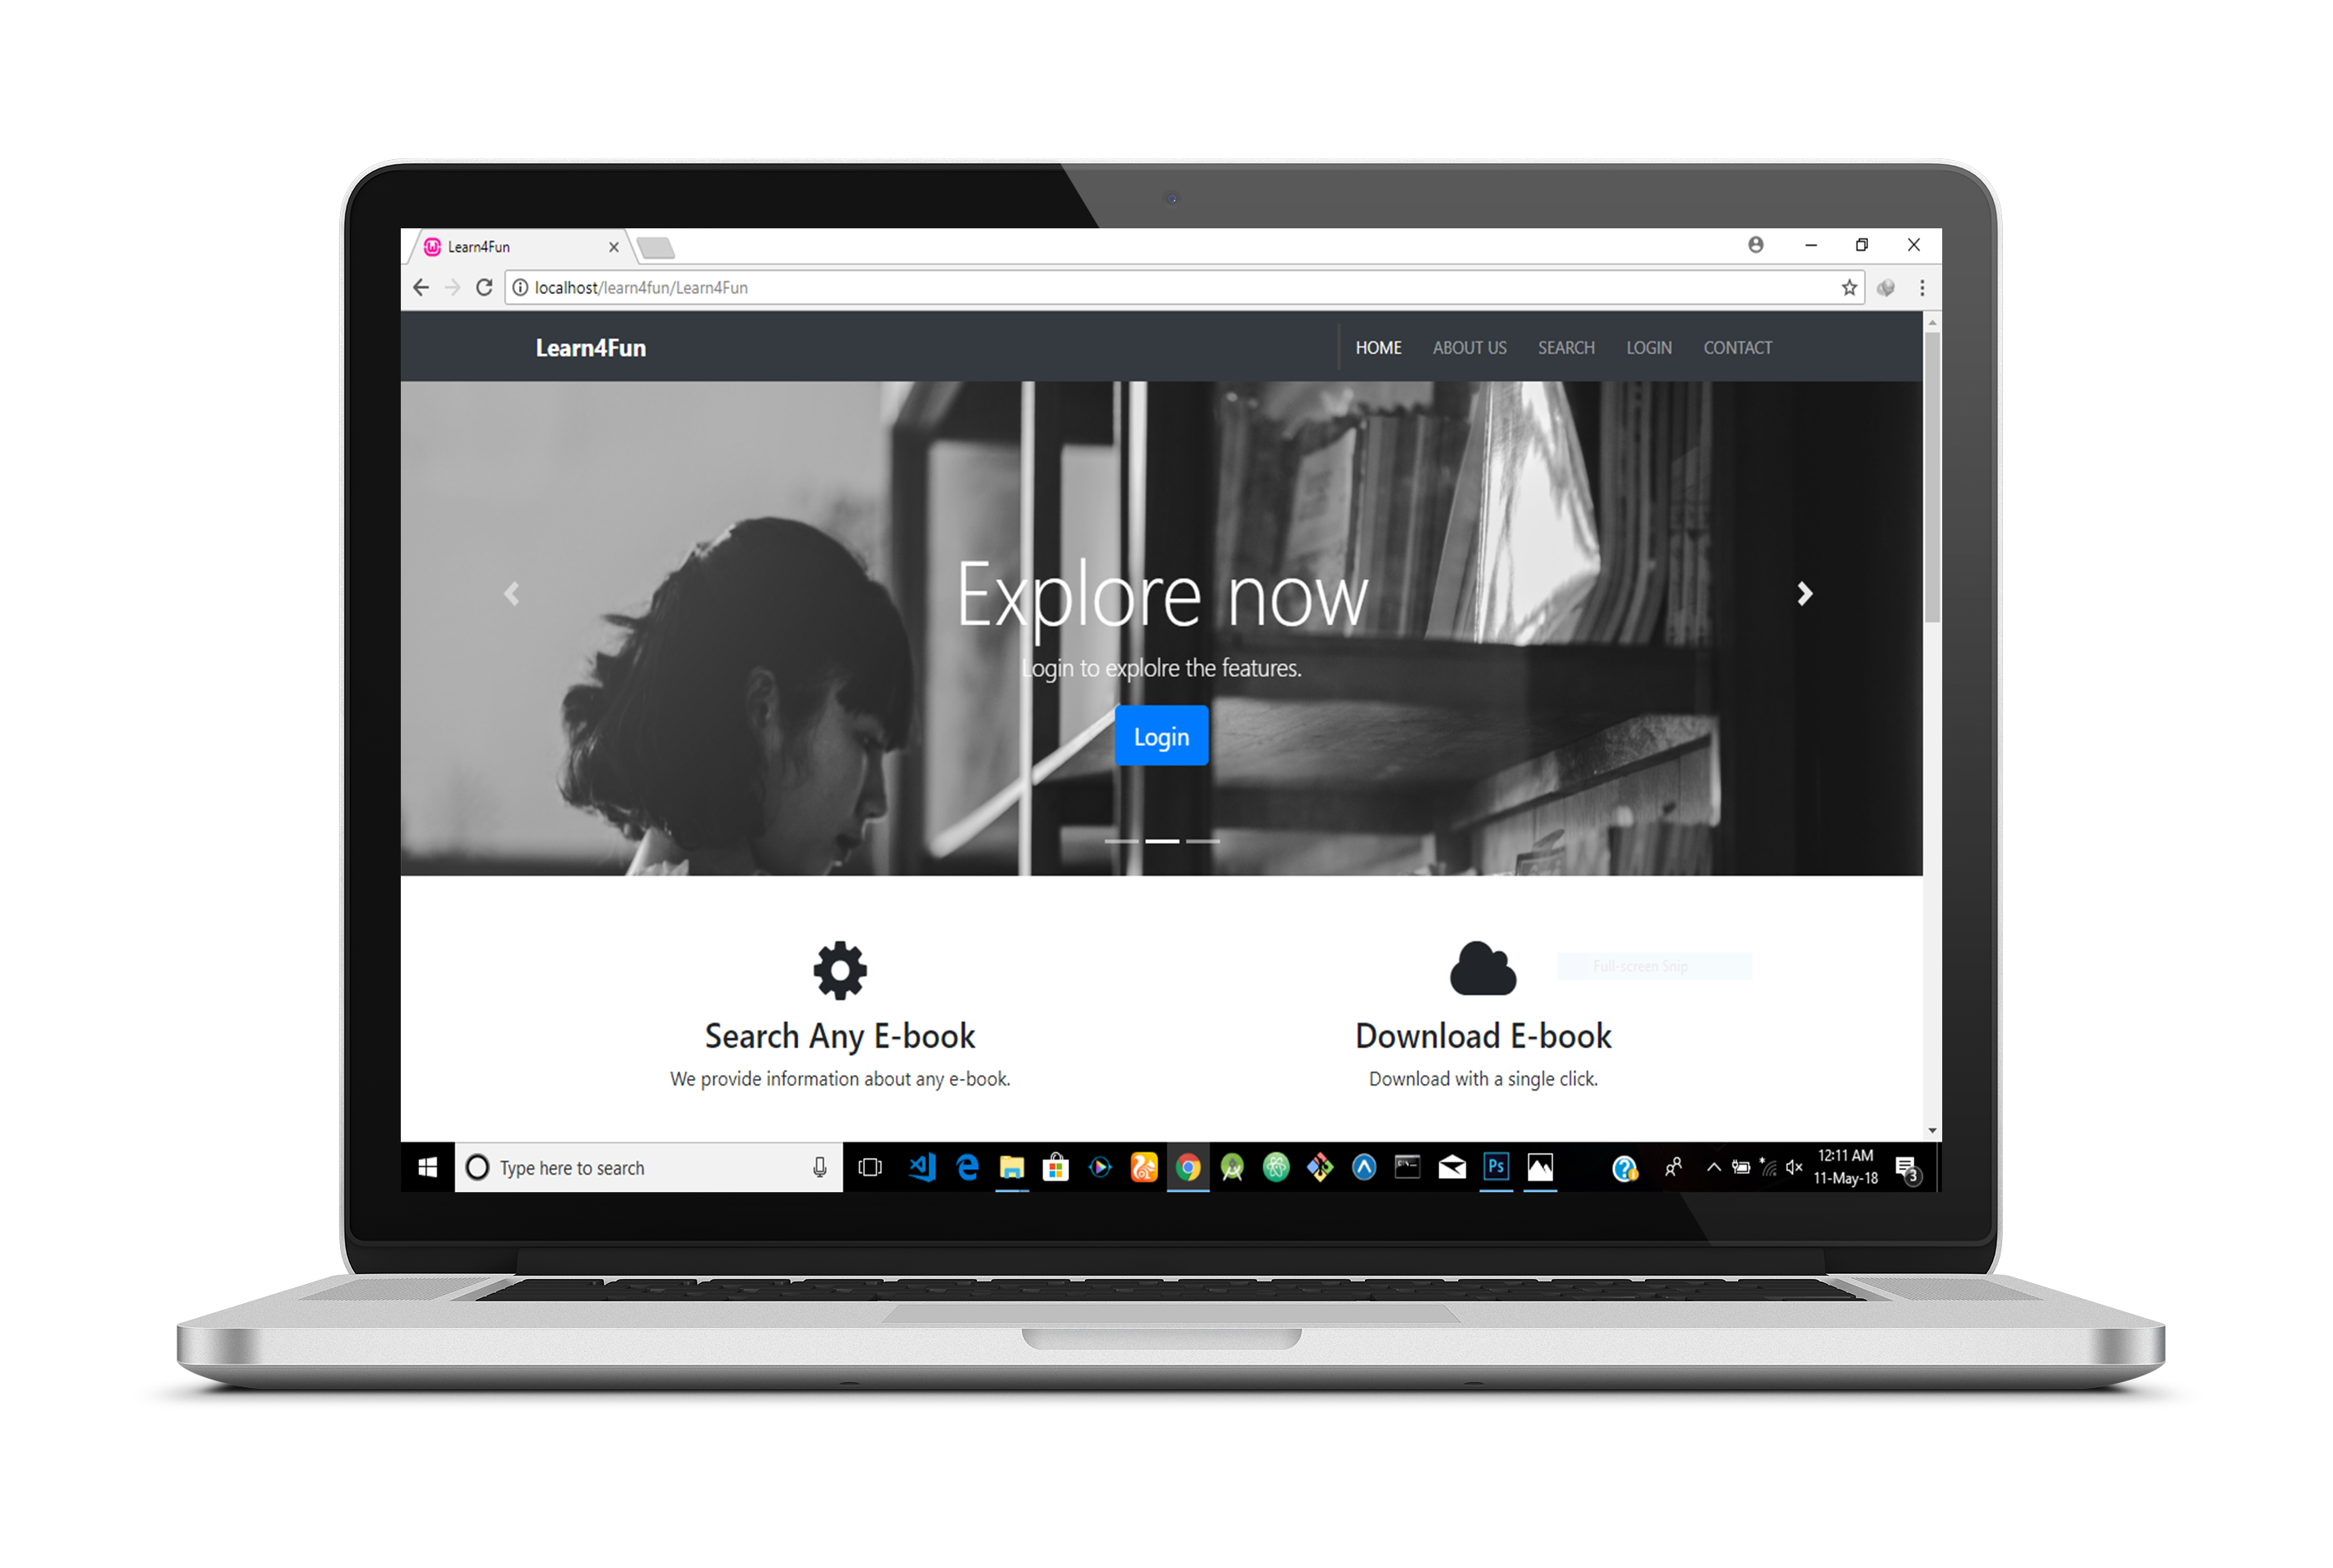 Learn4Fun
localhost/learn4fun/Learn4Fun
Learn4Fun
HOME ABOUT US SEARCH LOGIN CONTACT
Explore now
Login to explolre the features.
Login
Full-screen Snip
Search Any E-book
We provide information about any e-book.
Download E-book
Download with a single click.
Type here to search
Ps
12:11 AM
11-May-18
3